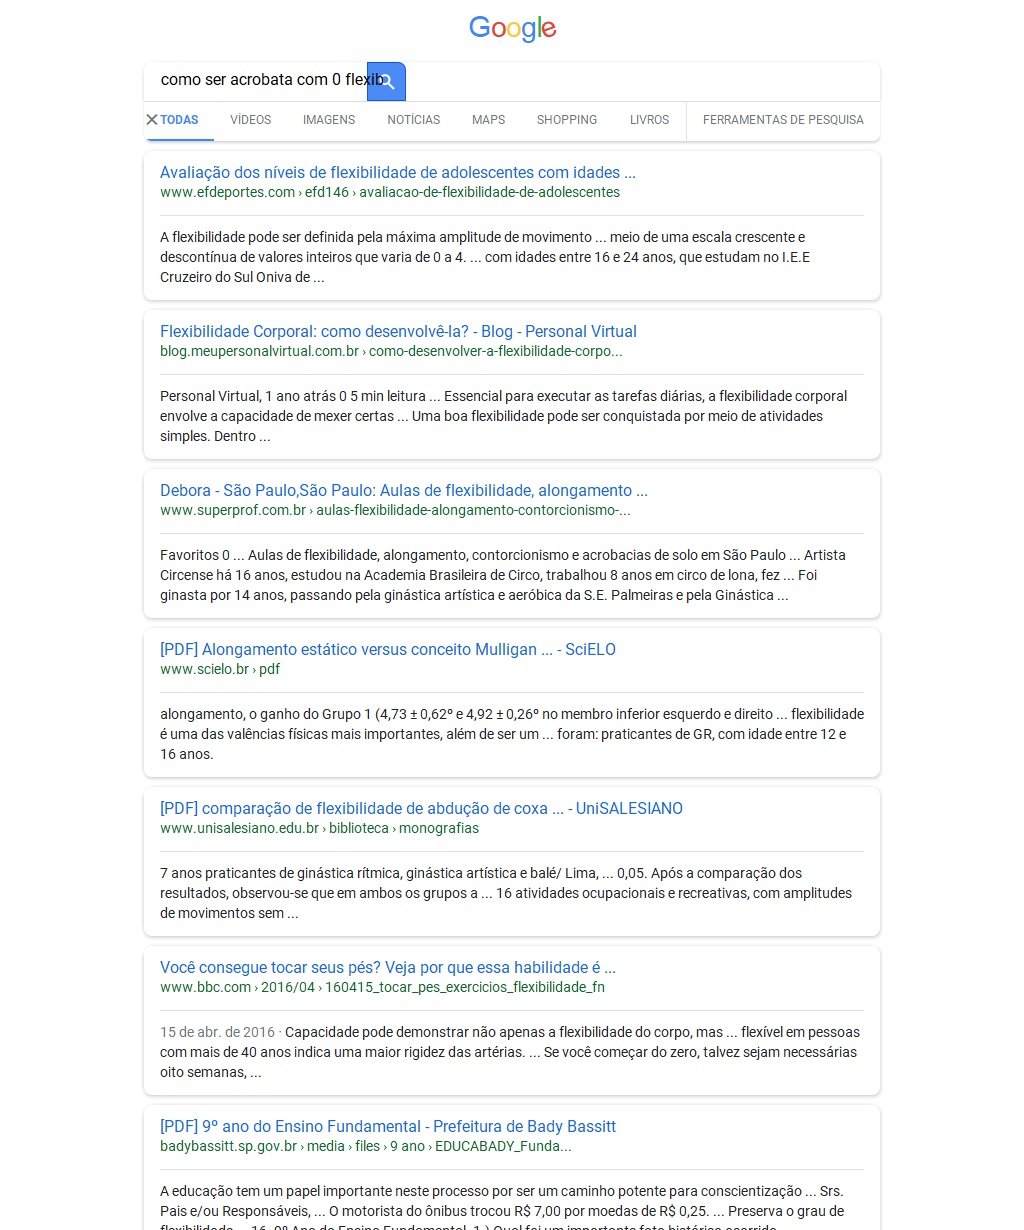 Google
como ser acrobata com 0 flexib
TODAS VÍDEOS IMAGENS NOTÍCIAS MAPS SHOPPING LIVROS FERRAMENTAS DE PESQUISA
Avaliação dos níveis de flexibilidade de adolescentes com idades ...
www.efdeportes.com › efd146 › avaliacao-de-flexibilidade-de-adolescentes
A flexibilidade pode ser definida pela máxima amplitude de movimento ... meio de uma escala crescente e
descontínua de valores inteiros que varia de 0 a 4. ... com idades entre 16 e 24 anos, que estudam no I.E.E
Cruzeiro do Sul Oniva de ...
Flexibilidade Corporal: como desenvolvê-la? - Blog - Personal Virtual
blog.meupersonalvirtual.com.br › como-desenvolver-a-flexibilidade-corpo...
Personal Virtual, 1 ano atrás 0 5 min leitura ... Essencial para executar as tarefas diárias, a flexibilidade corporal
envolve a capacidade de mexer certas ... Uma boa flexibilidade pode ser conquistada por meio de atividades
simples. Dentro ...
Debora - São Paulo,São Paulo: Aulas de flexibilidade, alongamento ...
www.superprof.com.br › aulas-flexibilidade-alongamento-contorcionismo-...
Favoritos 0 ... Aulas de flexibilidade, alongamento, contorcionismo e acrobacias de solo em São Paulo ... Artista
Circense há 16 anos, estudou na Academia Brasileira de Circo, trabalhou 8 anos em circo de lona, fez ... Foi
ginasta por 14 anos, passando pela ginástica artística e aeróbica da S.E. Palmeiras e pela Ginástica ...
[PDF] Alongamento estático versus conceito Mulligan ... - SciELO
www.scielo.br › pdf
alongamento, o ganho do Grupo 1 (4,73 ± 0,62º e 4,92 ± 0,26º no membro inferior esquerdo e direito ... flexibilidade
é uma das valências físicas mais importantes, além de ser um ... foram: praticantes de GR, com idade entre 12 e
16 anos.
[PDF] comparação de flexibilidade de abdução de coxa ... - UniSALESIANO
www.unisalesiano.edu.br › biblioteca › monografias
7 anos praticantes de ginástica rítmica, ginástica artística e balé/ Lima, ... 0,05. Após a comparação dos
resultados, observou-se que em ambos os grupos a ... 16 atividades ocupacionais e recreativas, com amplitudes
de movimentos sem ...
Você consegue tocar seus pés? Veja por que essa habilidade é ...
www.bbc.com › 2016/04 › 160415_tocar_pes_exercicios_flexibilidade_fn
15 de abr. de 2016 · Capacidade pode demonstrar não apenas a flexibilidade do corpo, mas ... flexível em pessoas
com mais de 40 anos indica uma maior rigidez das artérias. ... Se você começar do zero, talvez sejam necessárias
oito semanas, ...
[PDF] 9º ano do Ensino Fundamental - Prefeitura de Bady Bassitt
badybassitt.sp.gov.br › media › files › 9 ano › EDUCABADY_Funda...
A educação tem um papel importante neste processo por ser um caminho potente para conscientização ... Srs.
Pais e/ou Responsáveis, ... O motorista do ônibus trocou R$ 7,00 por moedas de R$ 0,25. ... Preserva o grau de